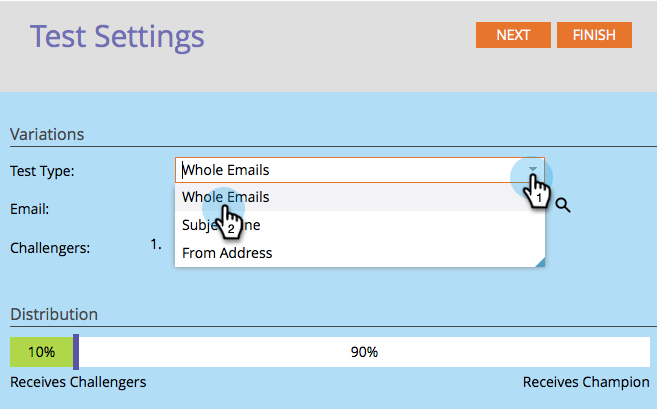 Test Settings
NEXT
FINISH
Variations
Test Type:
Whole Emails
1
Whole Emails
Email:
2
Subje ne
Challengers:
1.
From Address
Distribution
10%
90%
Receives Challengers
Receives Champion